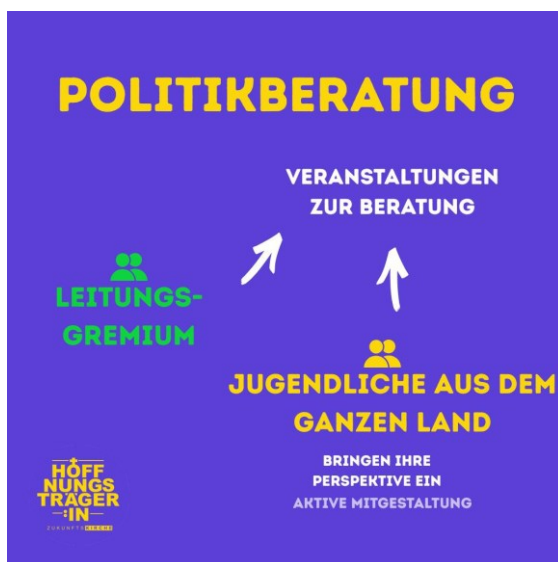 POLITIKBERATUNG
VERANSTALTUNGEN
ZUR BERATUNG
LEITUNGS-
GREMIUM
JUGENDLICHE AUS DEM
GANZEN LAND
BRINGEN IHRE
PERSPEKTIVE EIN
AKTIVE MITGESTALTUNG
HOFF
NUNGS
TRÄGER
:IN
ZUKUNFTSKIRCHE